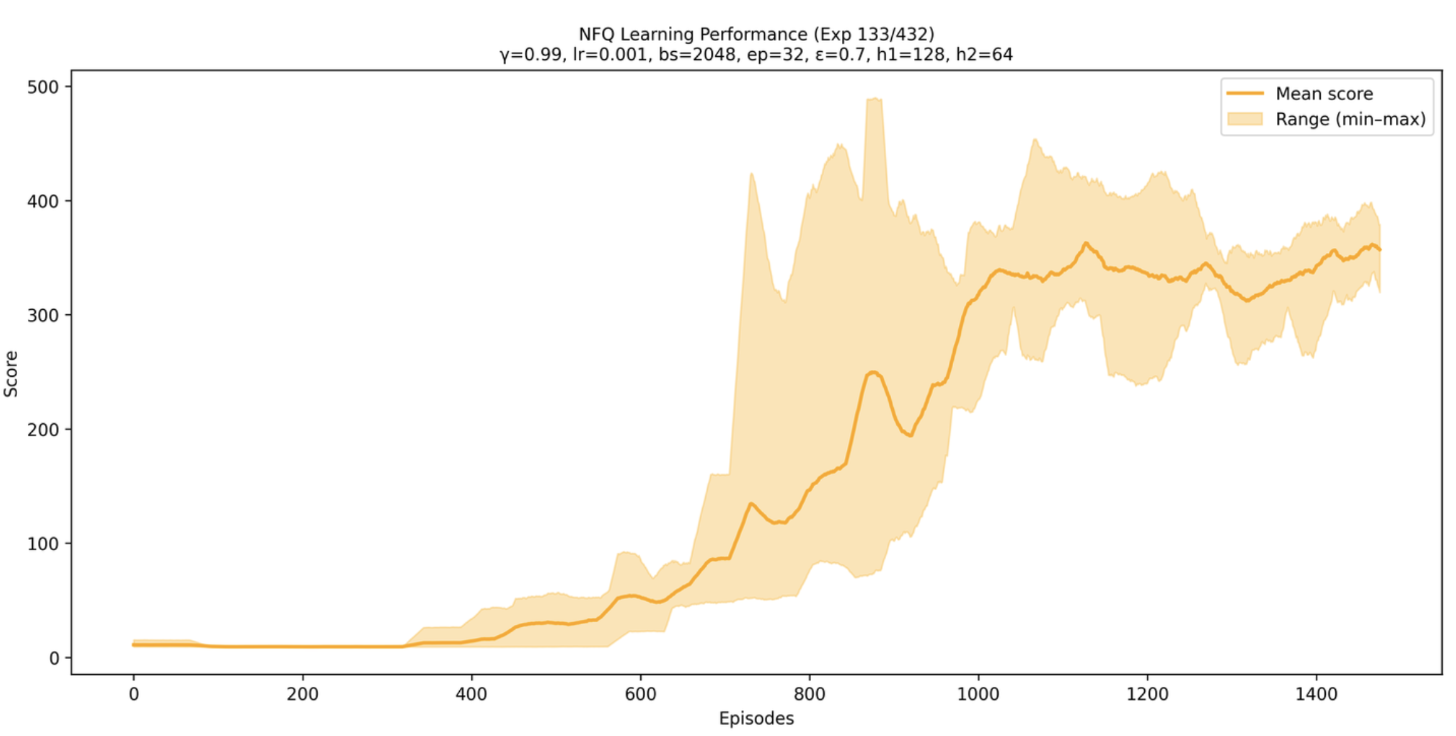 NFQ Learning Performance (Exp 133/432)
γ=0.99, lr=0.001, bs=2048, ep=32, ε=0.7, h1=128, h2=64
Mean score
Range (min–max)
500
400
300
200
100
0
Score
0
200
400
600
800
1000
1200
1400
Episodes